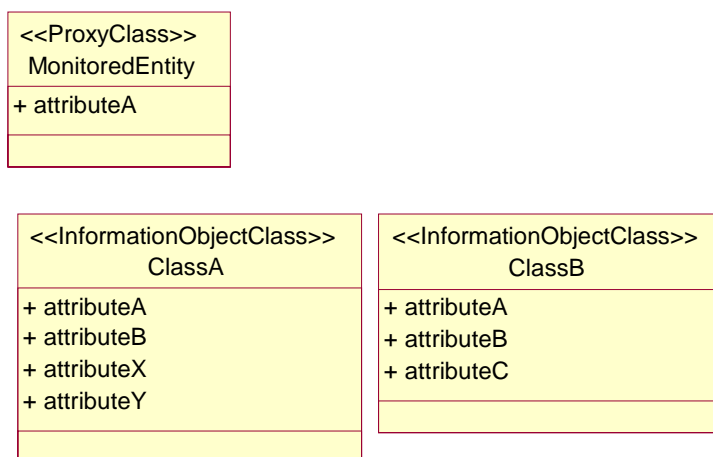 <<ProxyClass>>
MonitoredEntity
+ attributeA
<<InformationObjectClass>>
ClassA
+ attributeA
+ attributeB
+ attributeX
+ attributeY
<<InformationObjectClass>>
ClassB
+ attributeA
+ attributeB
+ attributeC